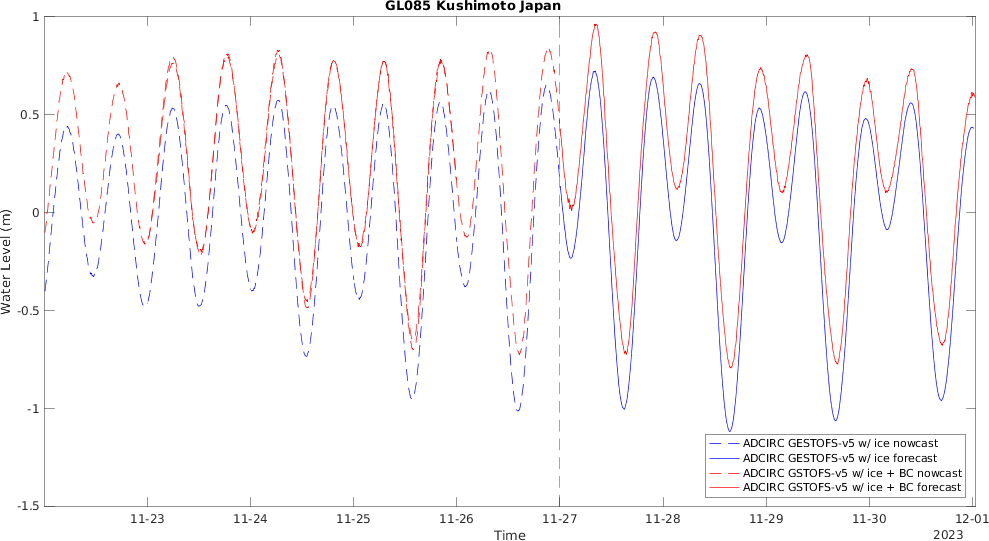 GL085 Kushimoto Japan
1
0.5
0
-0.5
-1
-1.5
Water Level (m)
ADCIRC GESTOFS-v5 w/ ice nowcast
ADCIRC GESTOFS-v5 w/ ice forecast
ADCIRC GSTOFS-v5 w/ ice + BC nowcast
ADCIRC GSTOFS-v5 w/ ice + BC forecast
11-23 11-24 11-25 11-26 11-27 11-28 11-29 11-30 12-01
Time
2023